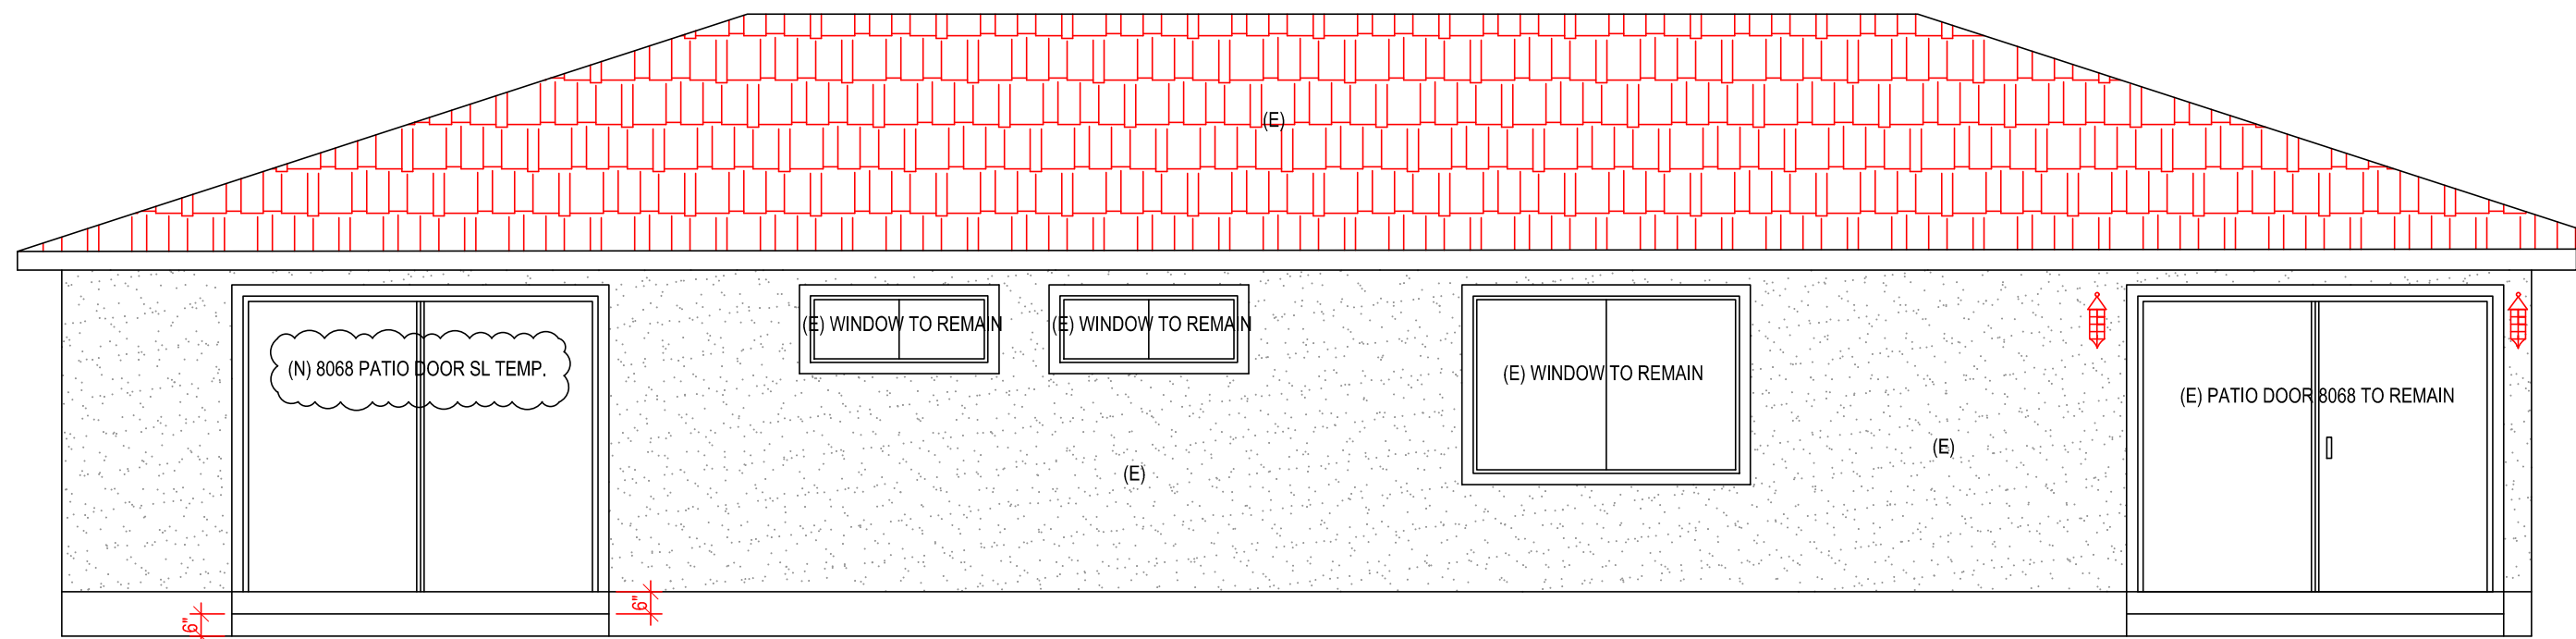 (E)
(E) WINDOW TO REMAIN
(E) WINDOW TO REMAIN
(N) 8068 PATIO DOOR SL TEMP.
(E) WINDOW TO REMAIN
(E) PATIO DOOR 8068 TO REMAIN
(E)
(E)
6"
6"